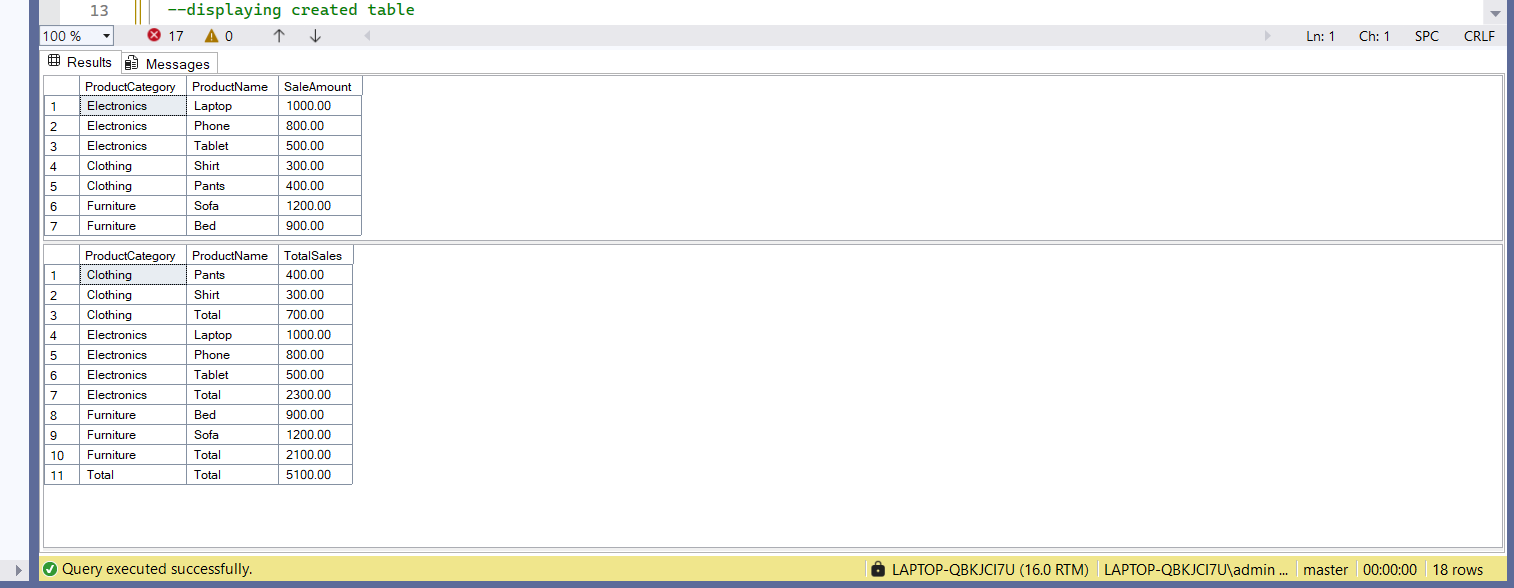 13 --displaying created table
100 % 17 0 Ln: 1 Ch: 1 SPC CRLF
Results Messages
ProductCategory ProductName SaleAmount
1 Electronics Laptop 1000.00
2 Electronics Phone 800.00
3 Electronics Tablet 500.00
4 Clothing Shirt 300.00
5 Clothing Pants 400.00
6 Furniture Sofa 1200.00
7 Furniture Bed 900.00
ProductCategory ProductName TotalSales
1 Clothing Pants 400.00
2 Clothing Shirt 300.00
3 Clothing Total 700.00
4 Electronics Laptop 1000.00
5 Electronics Phone 800.00
6 Electronics Tablet 500.00
7 Electronics Total 2300.00
8 Furniture Bed 900.00
9 Furniture Sofa 1200.00
10 Furniture Total 2100.00
11 Total Total 5100.00
Query executed successfully. LAPTOP-QBKJCI7U (16.0 RTM) LAPTOP-QBKJCI7U\admin ... master 00:00:00 18 rows